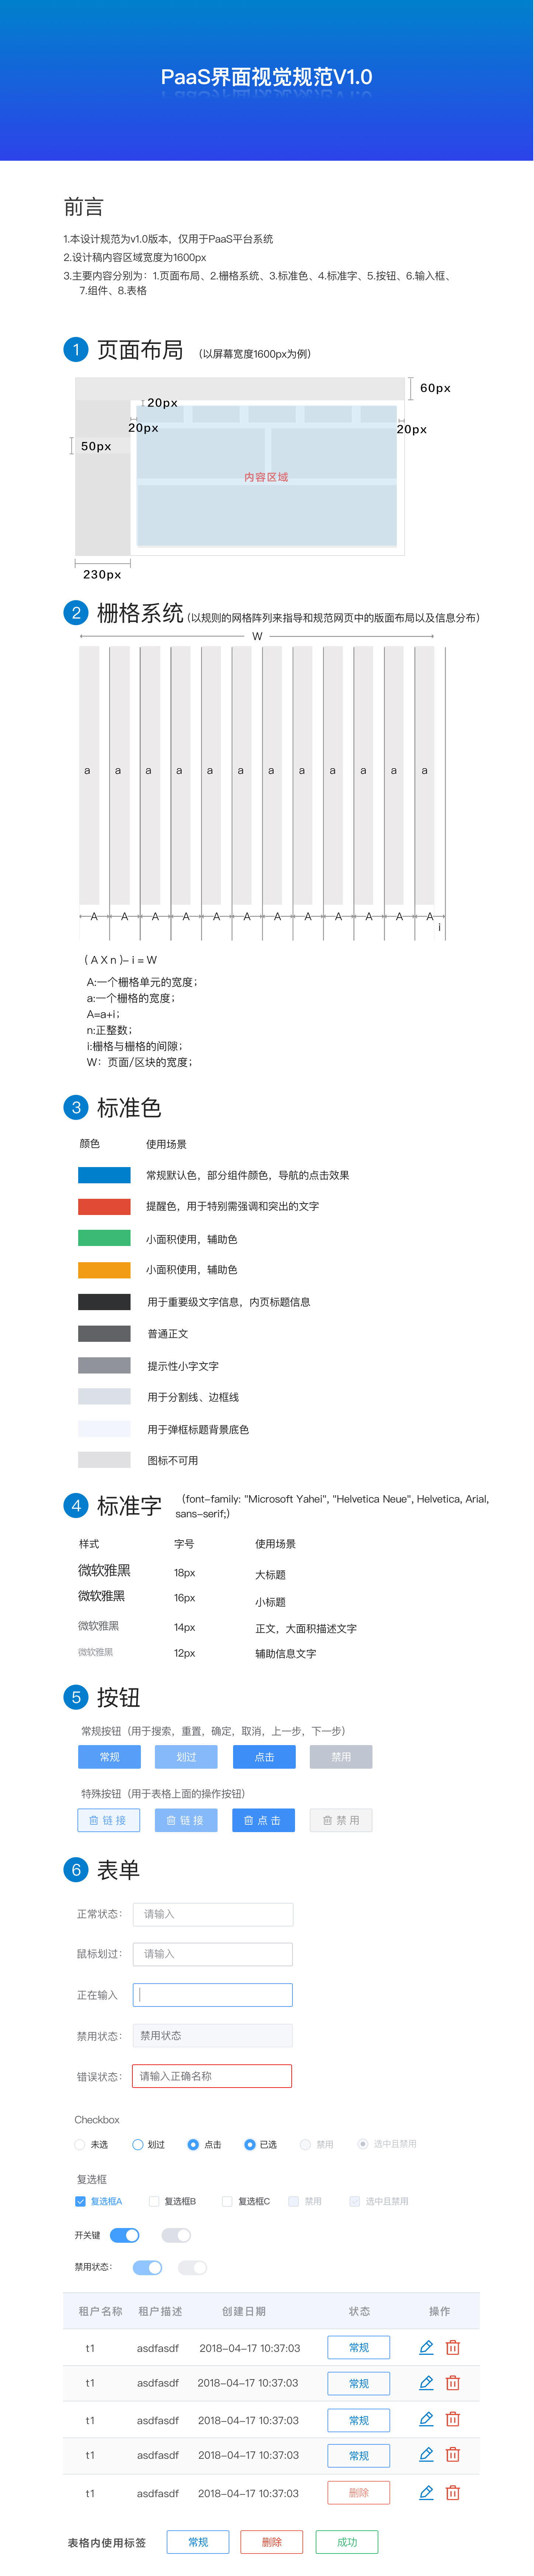 PaaS界面视觉规范V1.0
前言
1.本设计规范为v1.0版本，仅用于PaaS平台系统
2.设计稿内容区域宽度为1600px
3.主要内容分别为：1.页面布局、2.栅格系统、3.标准色、4.标准字、5.按钮、6.输入框、
7.组件、8.表格
1 页面布局 （以屏幕宽度1600px为例）
60px
20px
20px
20px
50px
内容区域
230px
2 栅格系统（以规则的网格阵列来指导和规范网页中的版面布局以及信息分布）
W
a a a a a a a a a a a a
A A A A A A A A A A A A
i
( A X n )– i = W
A:一个栅格单元的宽度；
a:一个栅格的宽度；
A=a+i；
n:正整数；
i:栅格与栅格的间隙；
W：页面/区块的宽度；
3 标准色
颜色 使用场景
常规默认色，部分组件颜色，导航的点击效果
提醒色，用于特别需强调和突出的文字
小面积使用，辅助色
小面积使用，辅助色
用于重要级文字信息，内页标题信息
普通正文
提示性小字文字
用于分割线、边框线
用于弹框标题背景底色
图标不可用
4 标准字 （font-family: "Microsoft Yahei", "Helvetica Neue", Helvetica, Arial,
sans-serif;）
样式 字号 使用场景
微软雅黑 18px 大标题
微软雅黑 16px 小标题
微软雅黑 14px 正文，大面积描述文字
微软雅黑 12px 辅助信息文字
5 按钮
常规按钮（用于搜索，重置，确定，取消，上一步，下一步）
常规 划过 点击 禁用
特殊按钮（用于表格上面的操作按钮）
链接 链接 点击 禁用
6 表单
正常状态： 请输入
鼠标划过： 请输入
正在输入
禁用状态： 禁用状态
错误状态： 请输入正确名称
Checkbox
未选 划过 点击 已选 禁用 选中且禁用
复选框
复选框A 复选框B 复选框C 禁用 选中且禁用
开关键
禁用状态：
租户名称 租户描述 创建日期 状态 操作
t1 asdfasdf 2018-04-17 10:37:03 常规
t1 asdfasdf 2018-04-17 10:37:03 常规
t1 asdfasdf 2018-04-17 10:37:03 常规
t1 asdfasdf 2018-04-17 10:37:03 常规
t1 asdfasdf 2018-04-17 10:37:03 删除
表格内使用标签 常规 删除 成功